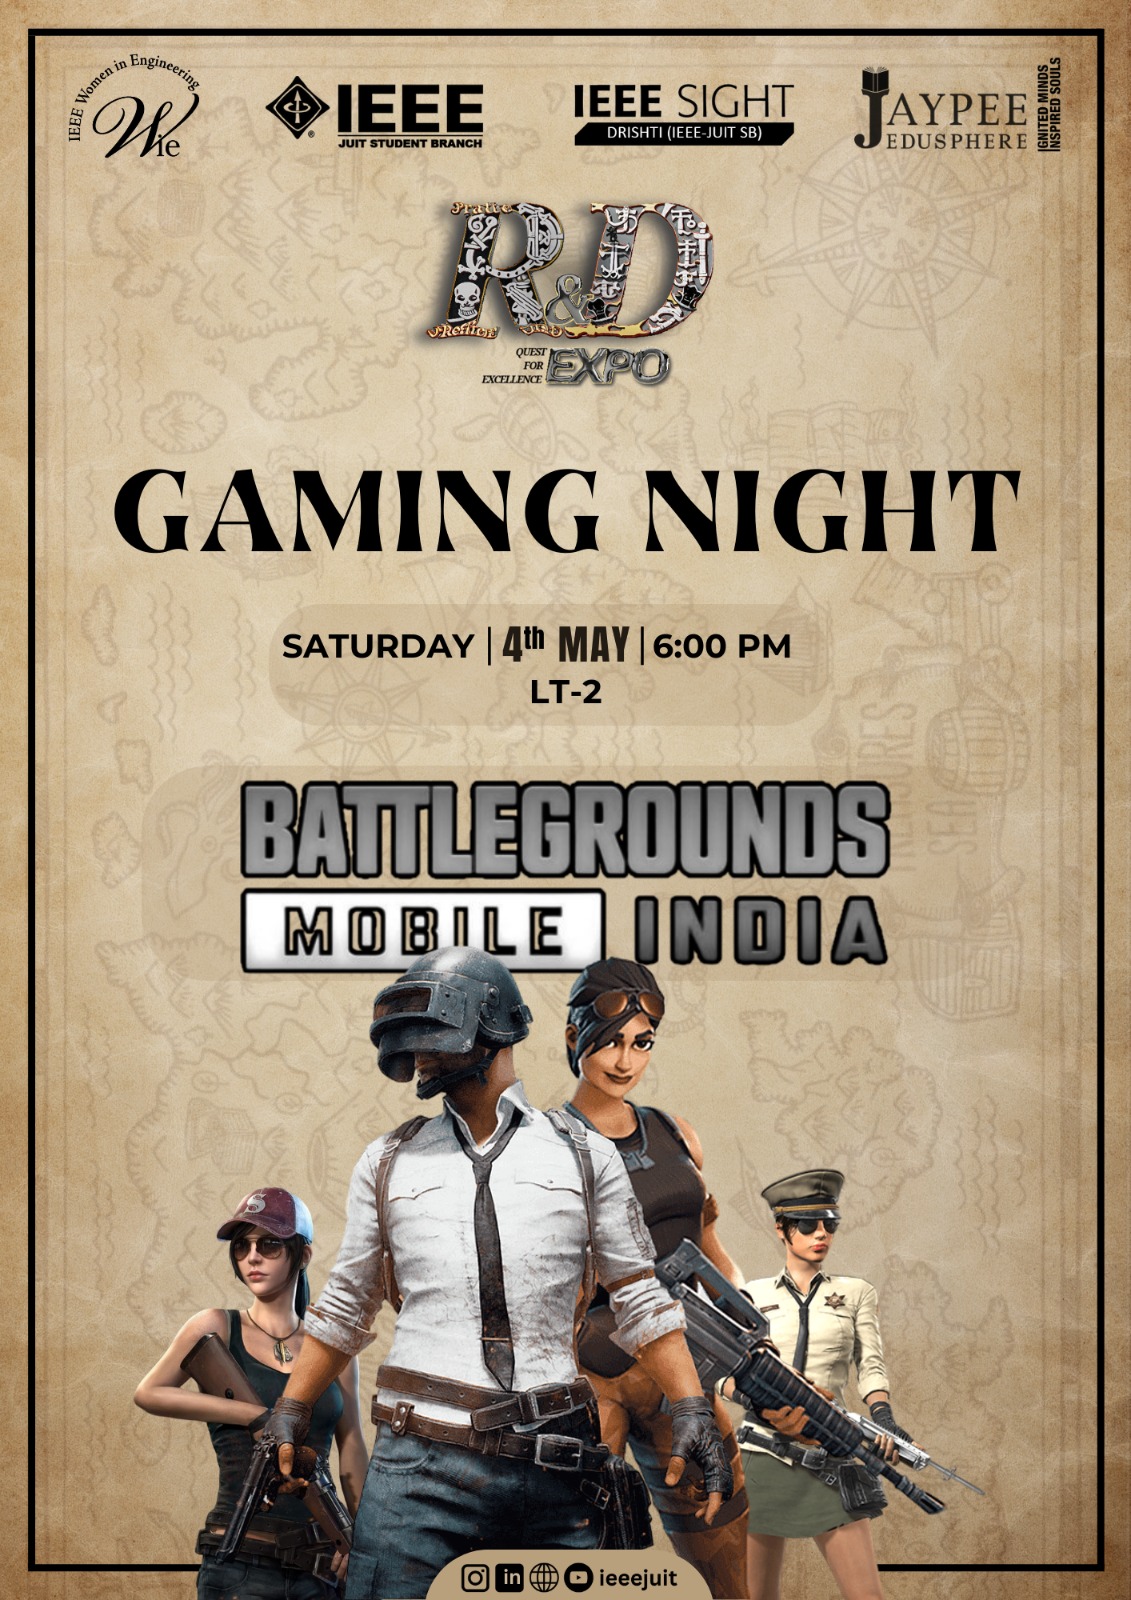 IEEE Women in Engineering
Wie
IEEE
JUIT STUDENT BRANCH
IEEE SIGHT
DRISHTI (IEEE-JUIT SB)
JAYPEE
EDUSPHERE
IGNITED MINDS
INSPIRED SOULS
R&D
QUEST
FOR
EXCELLENCE
EXPO
GAMING NIGHT
SATURDAY | 4th MAY | 6:00 PM
LT-2
BATTLEGROUNDS
MOBILE INDIA
S
in
ieeejuit